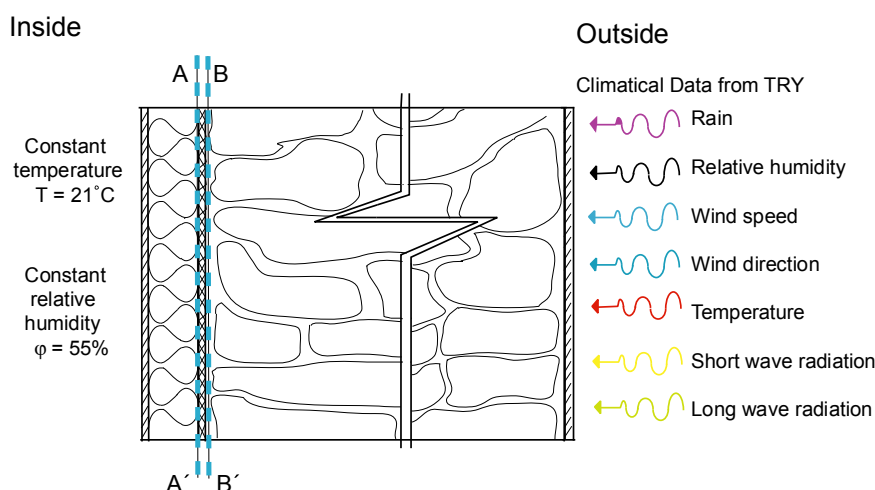 Inside
Outside
A B
Climatical Data from TRY
Constant
temperature
T = 21˚C
Constant
relative
humidity
φ = 55%
Rain
Relative humidity
Wind speed
Wind direction
Temperature
Short wave radiation
Long wave radiation
A´ B´